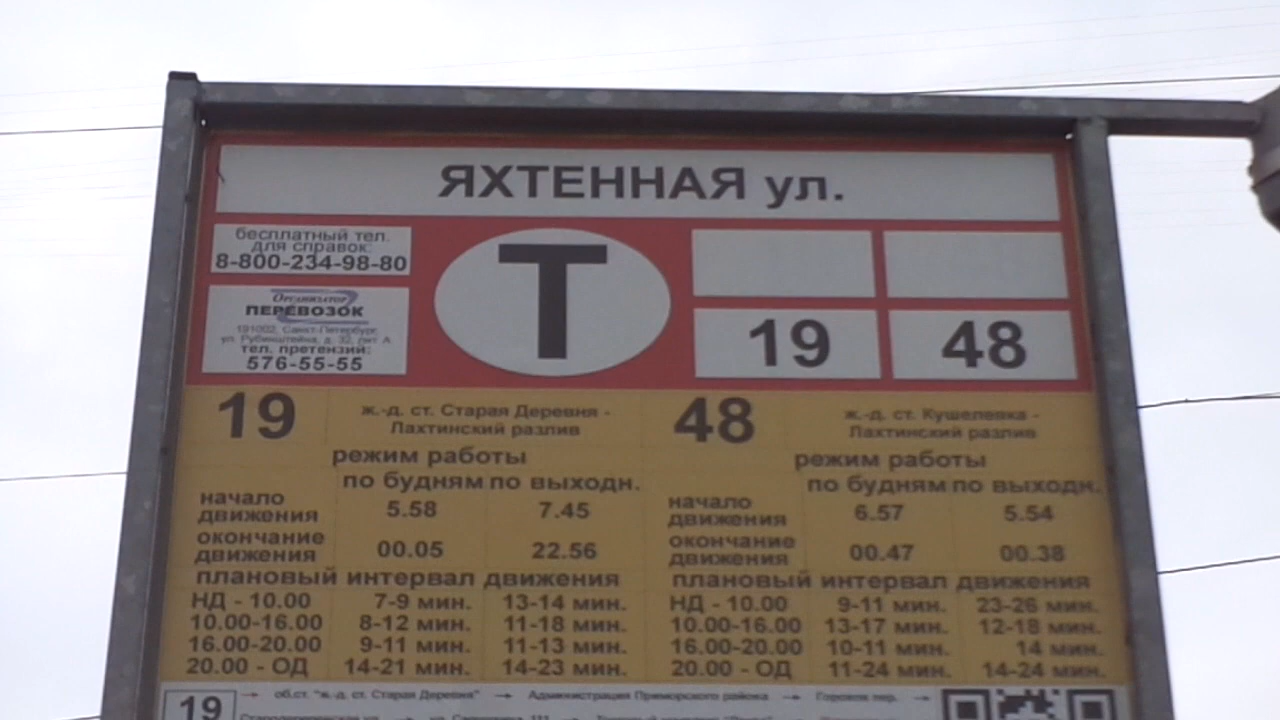 ЯХТЕННАЯ ул.
бесплатный тел.
для справок:
8-800-234-98-80
Организатор
ПЕРЕВОЗОК
191002, Санкт-Петербург,
ул. Рубинштейна, д. 32, лит А.
тел. претензий:
576-55-55
Т
19 48
19 ж.-д. ст. Старая Деревня -
Лахтинский разлив
режим работы
по будням по выходн.
начало
движения 5.58 7.45
окончание
движения 00.05 22.56
плановый интервал движения
НД - 10.00 7-9 мин. 13-14 мин.
10.00-16.00 8-12 мин. 11-18 мин.
16.00-20.00 9-11 мин. 11-13 мин.
20.00 - ОД 14-21 мин. 14-23 мин.
48 ж.-д. ст. Кушелевка -
Лахтинский разлив
режим работы
по будням по выходн.
начало
движения 6.57 5.54
окончание
движения 00.47 00.38
плановый интервал движения
НД - 10.00 9-11 мин. 23-26 мин.
10.00-16.00 13-17 мин. 12-18 мин.
16.00-20.00 10-11 мин. 14 мин.
20.00 - ОД 11-24 мин. 14-24 мин.
19 → об.ст. "ж.-д. ст. Старая Деревня" → Администрация Приморского района → Горовой пер. →